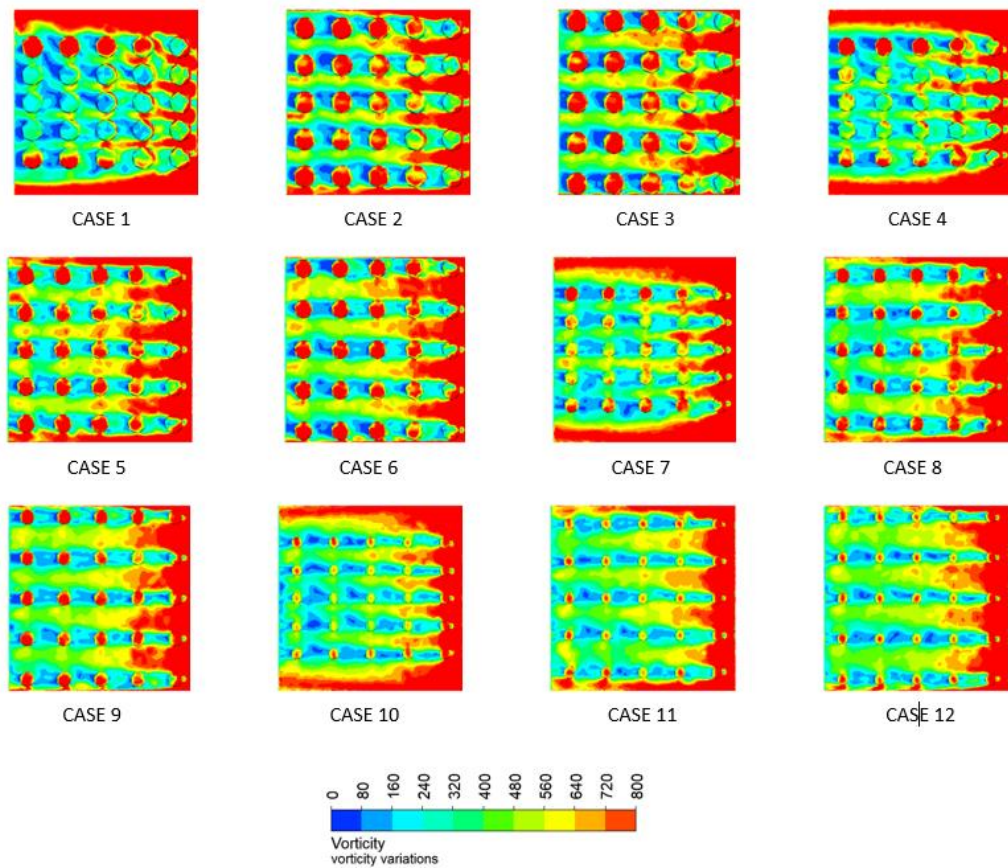 CASE 1
CASE 2
CASE 3
CASE 4
CASE 5
CASE 6
CASE 7
CASE 8
CASE 9
CASE 10
CASE 11
CASE 12
0 80 160 240 320 400 480 560 640 720 800
Vorticity
vorticity variations